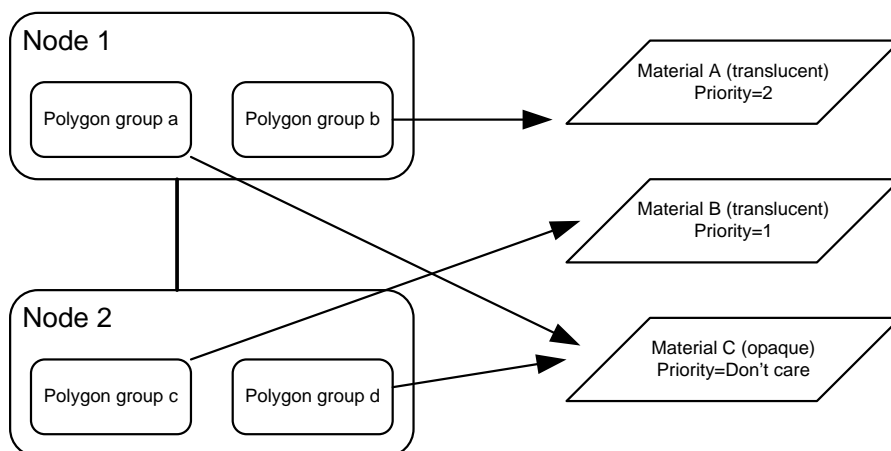 Node 1
Polygon group a
Polygon group b
Material A (translucent)
Priority=2
Material B (translucent)
Priority=1
Node 2
Polygon group c
Polygon group d
Material C (opaque)
Priority=Don't care